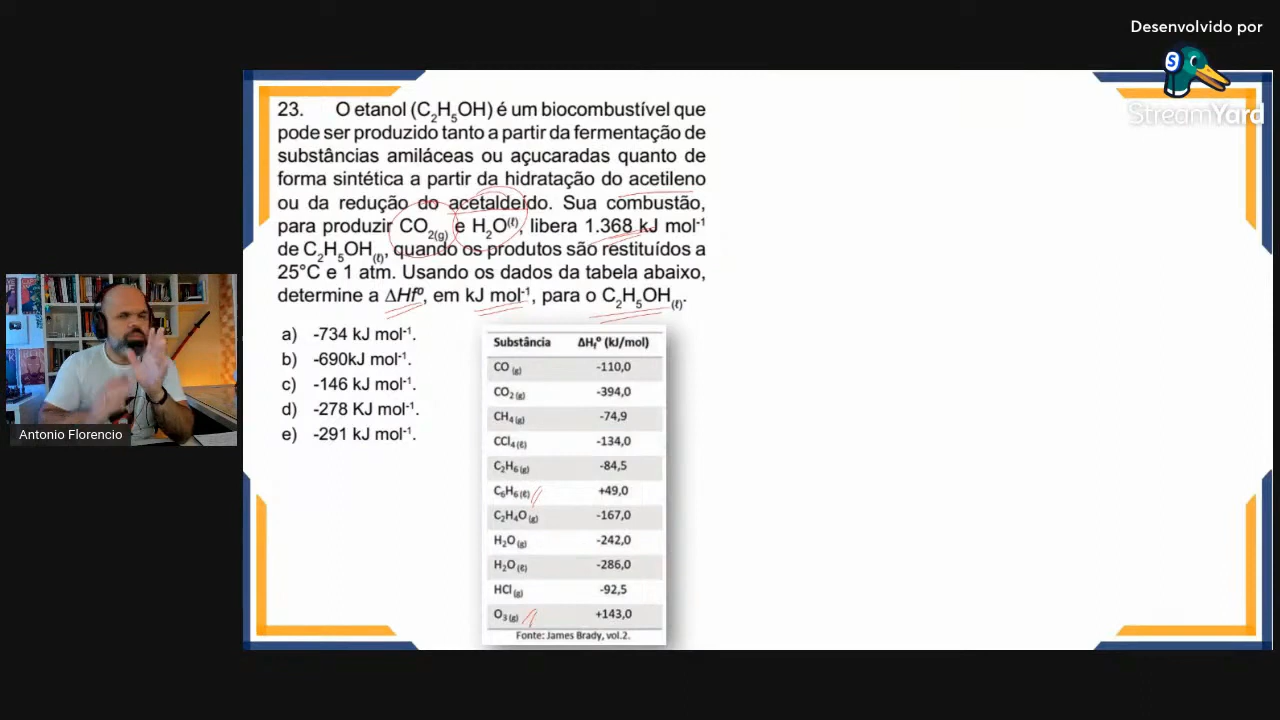 Desenvolvido por
S
StreamYard
23. O etanol (C₂H₅OH) é um biocombustível que
pode ser produzido tanto a partir da fermentação de
substâncias amiláceas ou açucaradas quanto de
forma sintética a partir da hidratação do acetileno
ou da redução do acetaldeído. Sua combustão,
para produzir CO₂(g) e H₂O(ℓ), libera 1.368 kJ mol⁻¹
de C₂H₅OH(ℓ), quando os produtos são restituídos a
25°C e 1 atm. Usando os dados da tabela abaixo,
determine a ΔHfº, em kJ mol⁻¹, para o C₂H₅OH(ℓ).
a) -734 kJ mol⁻¹.
b) -690kJ mol⁻¹.
c) -146 kJ mol⁻¹.
d) -278 KJ mol⁻¹.
e) -291 kJ mol⁻¹.
Substância ΔHfº (kJ/mol)
CO (g) -110,0
CO₂ (g) -394,0
CH₄ (g) -74,9
CCl₄ (ℓ) -134,0
C₂H₆ (g) -84,5
C₆H₆ (ℓ) +49,0
C₂H₄O (g) -167,0
H₂O (g) -242,0
H₂O (ℓ) -286,0
HCl (g) -92,5
O₃ (g) +143,0
Fonte: James Brady, vol.2.
Antonio Florencio